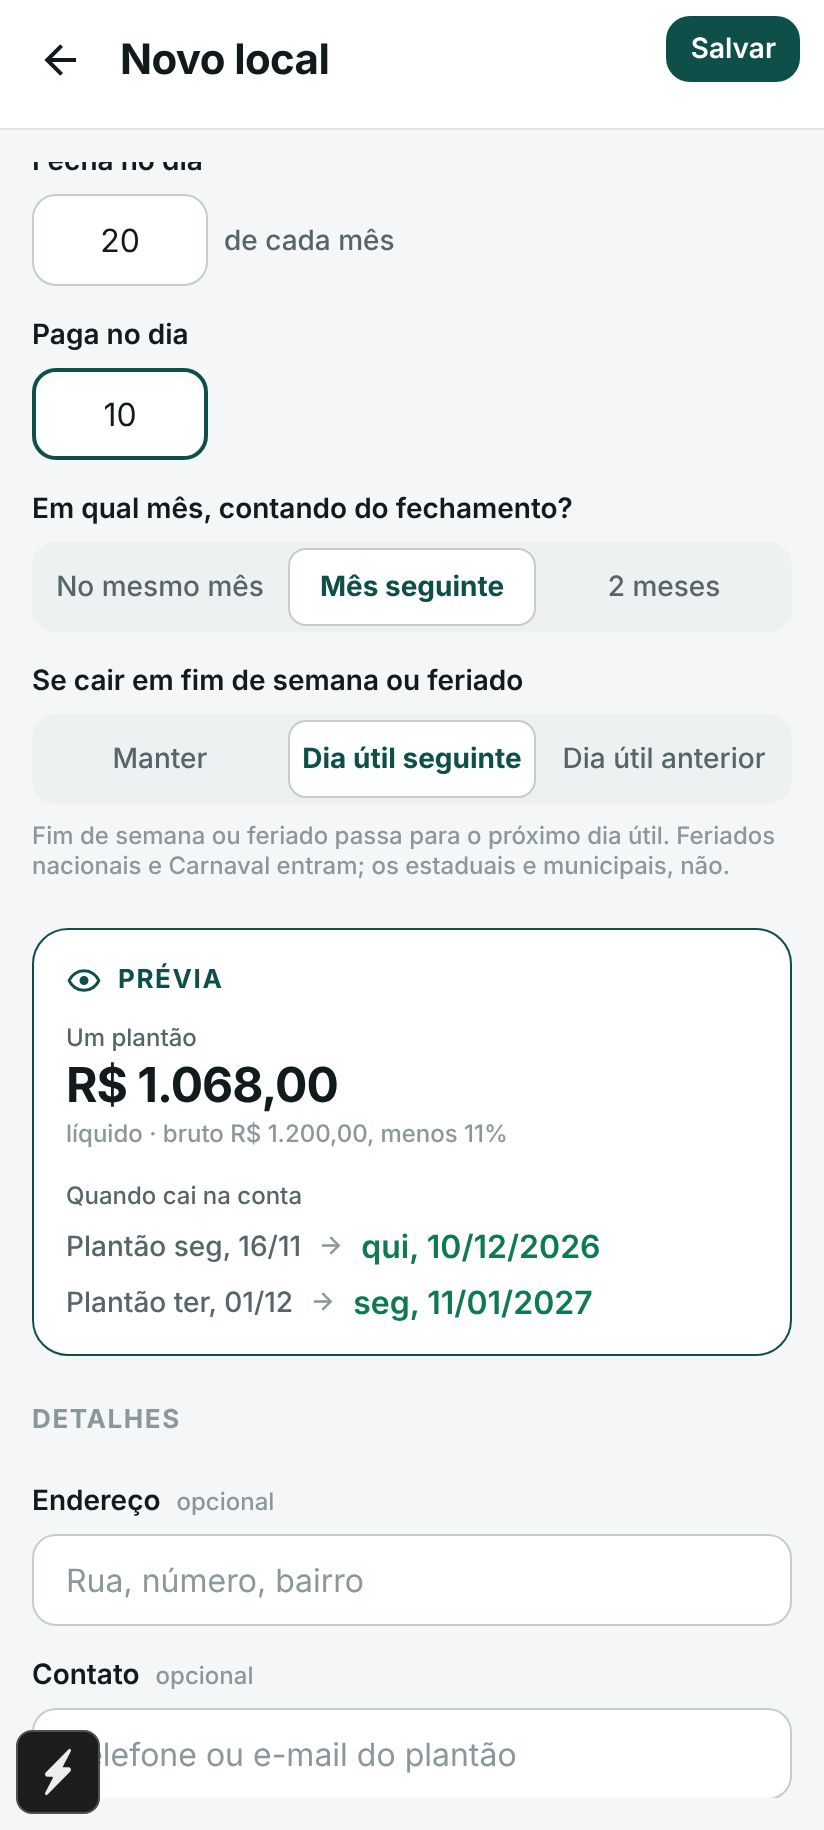 Novo local
Salvar
Fecha no dia
20
de cada mês
Paga no dia
10
Em qual mês, contando do fechamento?
No mesmo mês
Mês seguinte
2 meses
Se cair em fim de semana ou feriado
Manter
Dia útil seguinte
Dia útil anterior
Fim de semana ou feriado passa para o próximo dia útil. Feriados
nacionais e Carnaval entram; os estaduais e municipais, não.
PRÉVIA
Um plantão
R$ 1.068,00
líquido · bruto R$ 1.200,00, menos 11%
Quando cai na conta
Plantão seg, 16/11 → qui, 10/12/2026
Plantão ter, 01/12 → seg, 11/01/2027
DETALHES
Endereço opcional
Rua, número, bairro
Contato opcional
elefone ou e-mail do plantão